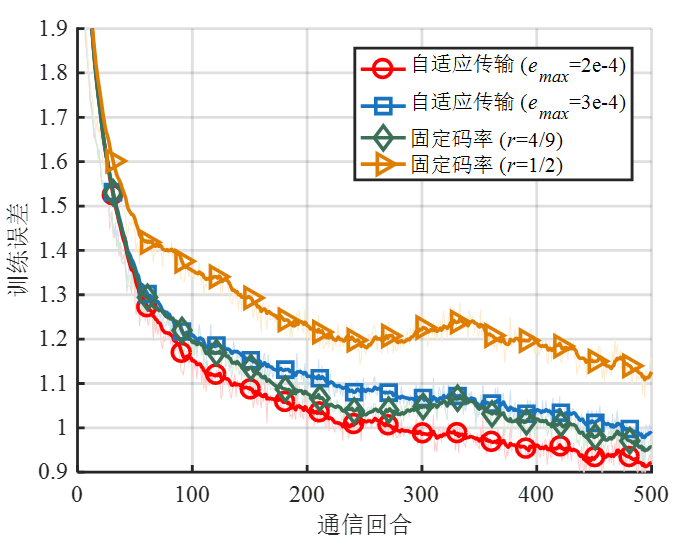 1.9
1.8
1.7
1.6
1.5
1.4
1.3
1.2
1.1
1
0.9
训练误差
自适应传输 (emax=2e-4)
自适应传输 (emax=3e-4)
固定码率 (r=4/9)
固定码率 (r=1/2)
0 100 200 300 400 500
通信回合